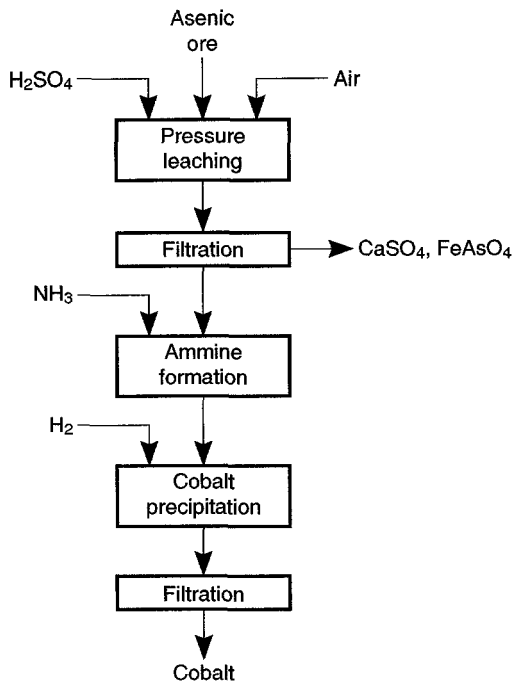 Asenic
ore
H₂SO₄
Air
Pressure
leaching
Filtration
CaSO₄, FeAsO₄
NH₃
Ammine
formation
H₂
Cobalt
precipitation
Filtration
Cobalt